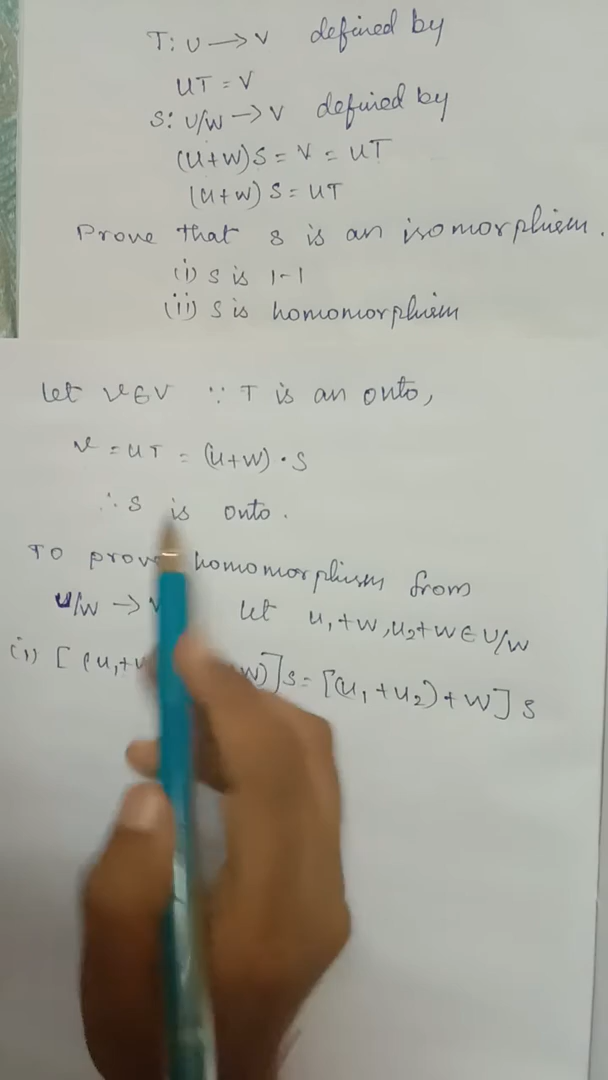 T: U → V defined by
UT = V
S: U/W → V defined by
(U+W)S = V = UT
(U+W) S = UT
Prove that S is an isomorphism.
(i) S is 1-1
(ii) S is homomorphism
Let v∈V ∵ T is an onto,
v = UT = (U+W)·S
∴ S is onto.
To prove homomorphism from
U/W → V Let u₁+W, u₂+W ∈ U/W
(i) [(u₁+ W)]S = [(u₁+u₂)+W] S